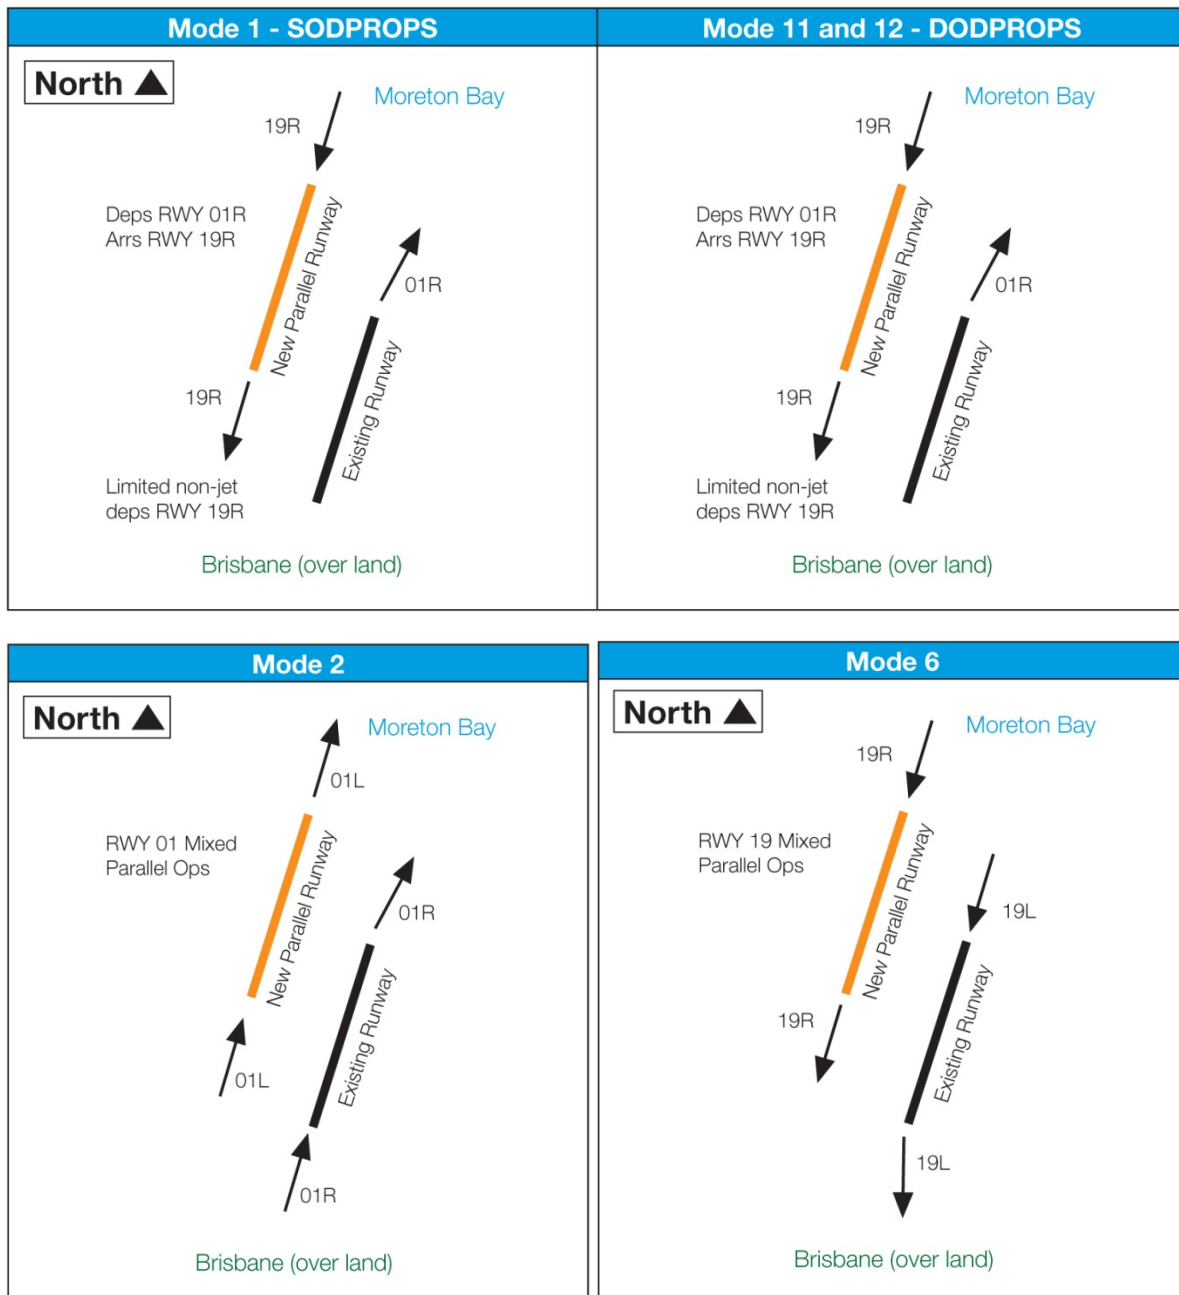 Mode 1 - SODPROPS
North
Moreton Bay
19R
Deps RWY 01R
Arrs RWY 19R
New Parallel Runway
01R
19R
Existing Runway
Limited non-jet
deps RWY 19R
Brisbane (over land)
Mode 11 and 12 - DODPROPS
Moreton Bay
19R
Deps RWY 01R
Arrs RWY 19R
New Parallel Runway
01R
19R
Existing Runway
Limited non-jet
deps RWY 19R
Brisbane (over land)
Mode 2
North
Moreton Bay
01L
RWY 01 Mixed
Parallel Ops
New Parallel Runway
01R
01L
Existing Runway
01R
Brisbane (over land)
Mode 6
North
Moreton Bay
19R
RWY 19 Mixed
Parallel Ops
New Parallel Runway
19L
19R
Existing Runway
19L
Brisbane (over land)